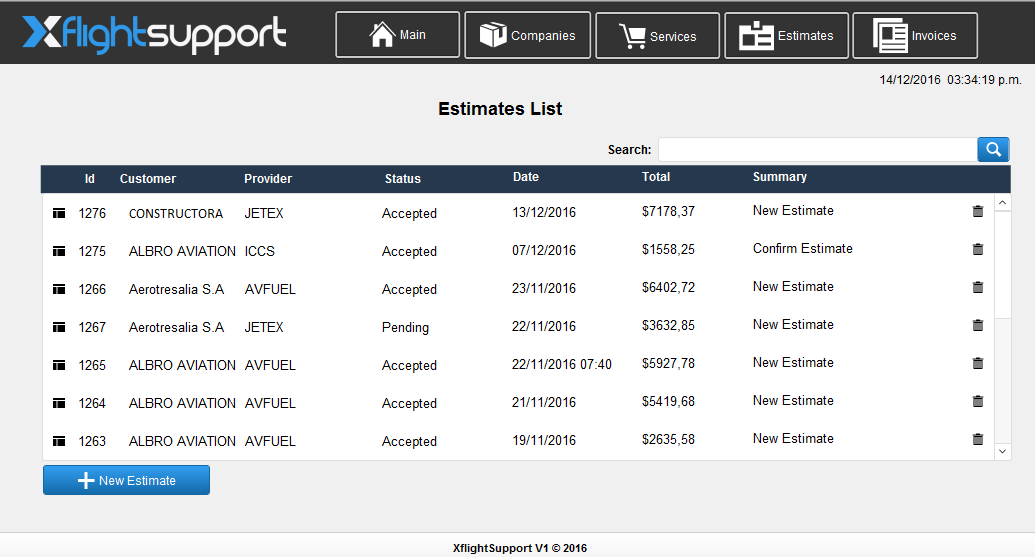 Xflightsupport Main Companies Services Estimates Invoices
14/12/2016 03:34:19 p.m.
Estimates List
Search:
Id Customer Provider Status Date Total Summary
1276 CONSTRUCTORA JETEX Accepted 13/12/2016 $7178,37 New Estimate
1275 ALBRO AVIATION ICCS Accepted 07/12/2016 $1558,25 Confirm Estimate
1266 Aerotresalia S.A AVFUEL Accepted 23/11/2016 $6402,72 New Estimate
1267 Aerotresalia S.A JETEX Pending 22/11/2016 $3632,85 New Estimate
1265 ALBRO AVIATION AVFUEL Accepted 22/11/2016 07:40 $5927,78 New Estimate
1264 ALBRO AVIATION AVFUEL Accepted 21/11/2016 $5419,68 New Estimate
1263 ALBRO AVIATION AVFUEL Accepted 19/11/2016 $2635,58 New Estimate
New Estimate
XflightSupport V1 © 2016